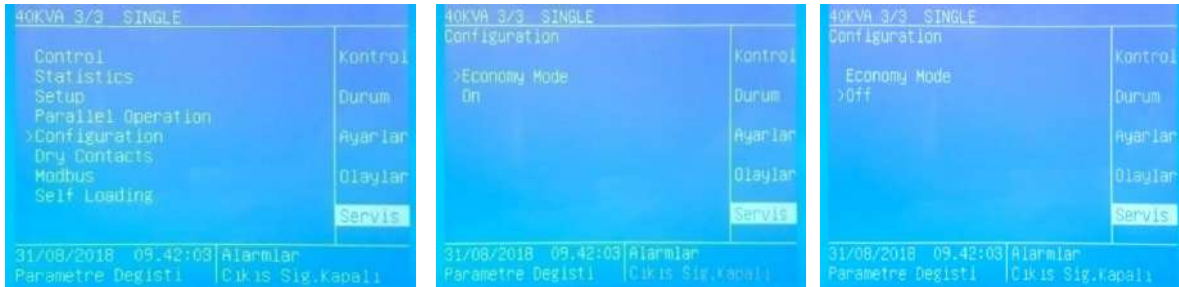 40KVA 3/3 SINGLE
Control
Statistics
Setup
Parallel Operation
>Configuration
Dry Contacts
Modbus
Self Loading
Kontrol
Durum
Ayarlar
Olaylar
Servis
31/08/2018 09.42:03
Parametre Degisti
Alarmlar
Cikis Sig.Kapali
40KVA 3/3 SINGLE
Configuration
>Economy Mode
On
Kontrol
Durum
Ayarlar
Olaylar
Servis
31/08/2018 09.42:03
Parametre Degisti
Alarmlar
Cikis Sig.Kapali
40KVA 3/3 SINGLE
Configuration
Economy Mode
>Off
Kontrol
Durum
Ayarlar
Olaylar
Servis
31/08/2018 09.42:03
Parametre Degisti
Alarmlar
Cikis Sig.Kapali